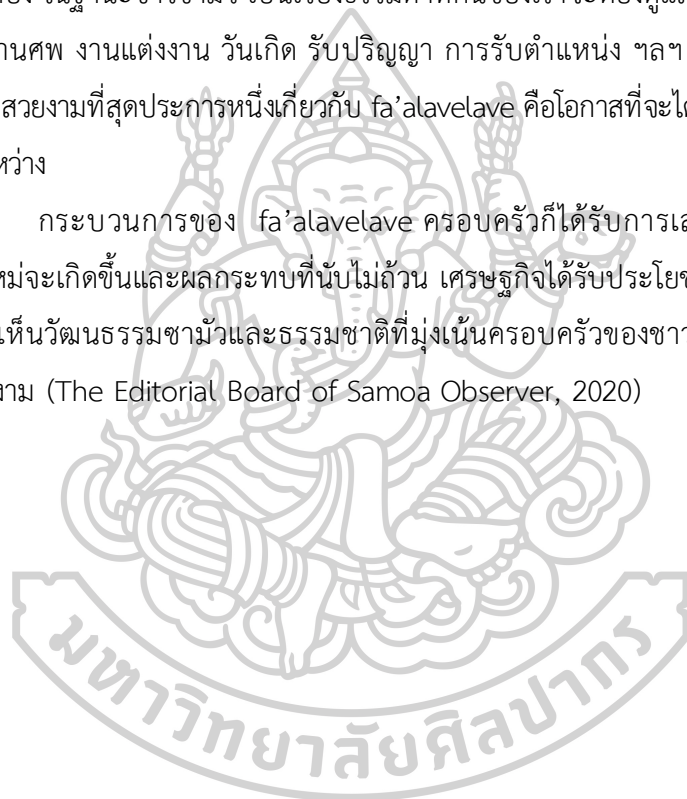 านศพ งานแต่งงาน วันเกิด รับปริญญา การรับตำแหน่ง ฯลฯ
สวยงามที่สุดประการหนึ่งเกี่ยวกับ fa’alavelave คือโอกาสที่จะได้
หว่าง
กระบวนการของ fa’alavelave ครอบครัวก็ได้รับการเส
หม่จะเกิดขึ้นและผลกระทบที่นับไม่ถ้วน เศรษฐกิจได้รับประโยช
เห็นวัฒนธรรมซามัวและธรรมชาติที่มุ่งเน้นครอบครัวของชาว
งาม (The Editorial Board of Samoa Observer, 2020)
มหาวิทยาลัยศิลปากร